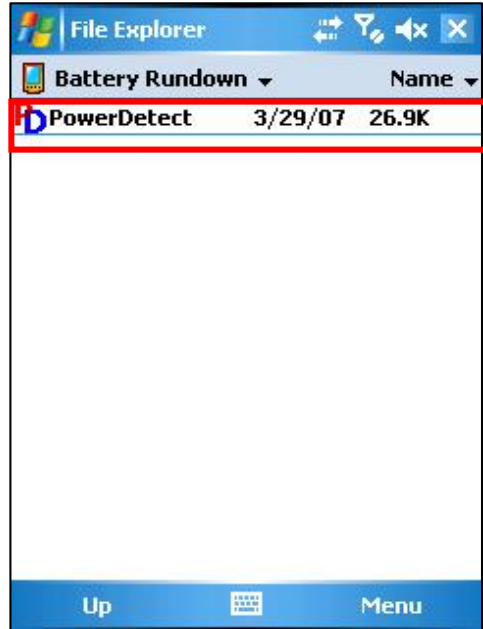 File Explorer
Battery Rundown Name
PowerDetect 3/29/07 26.9K
Up Menu